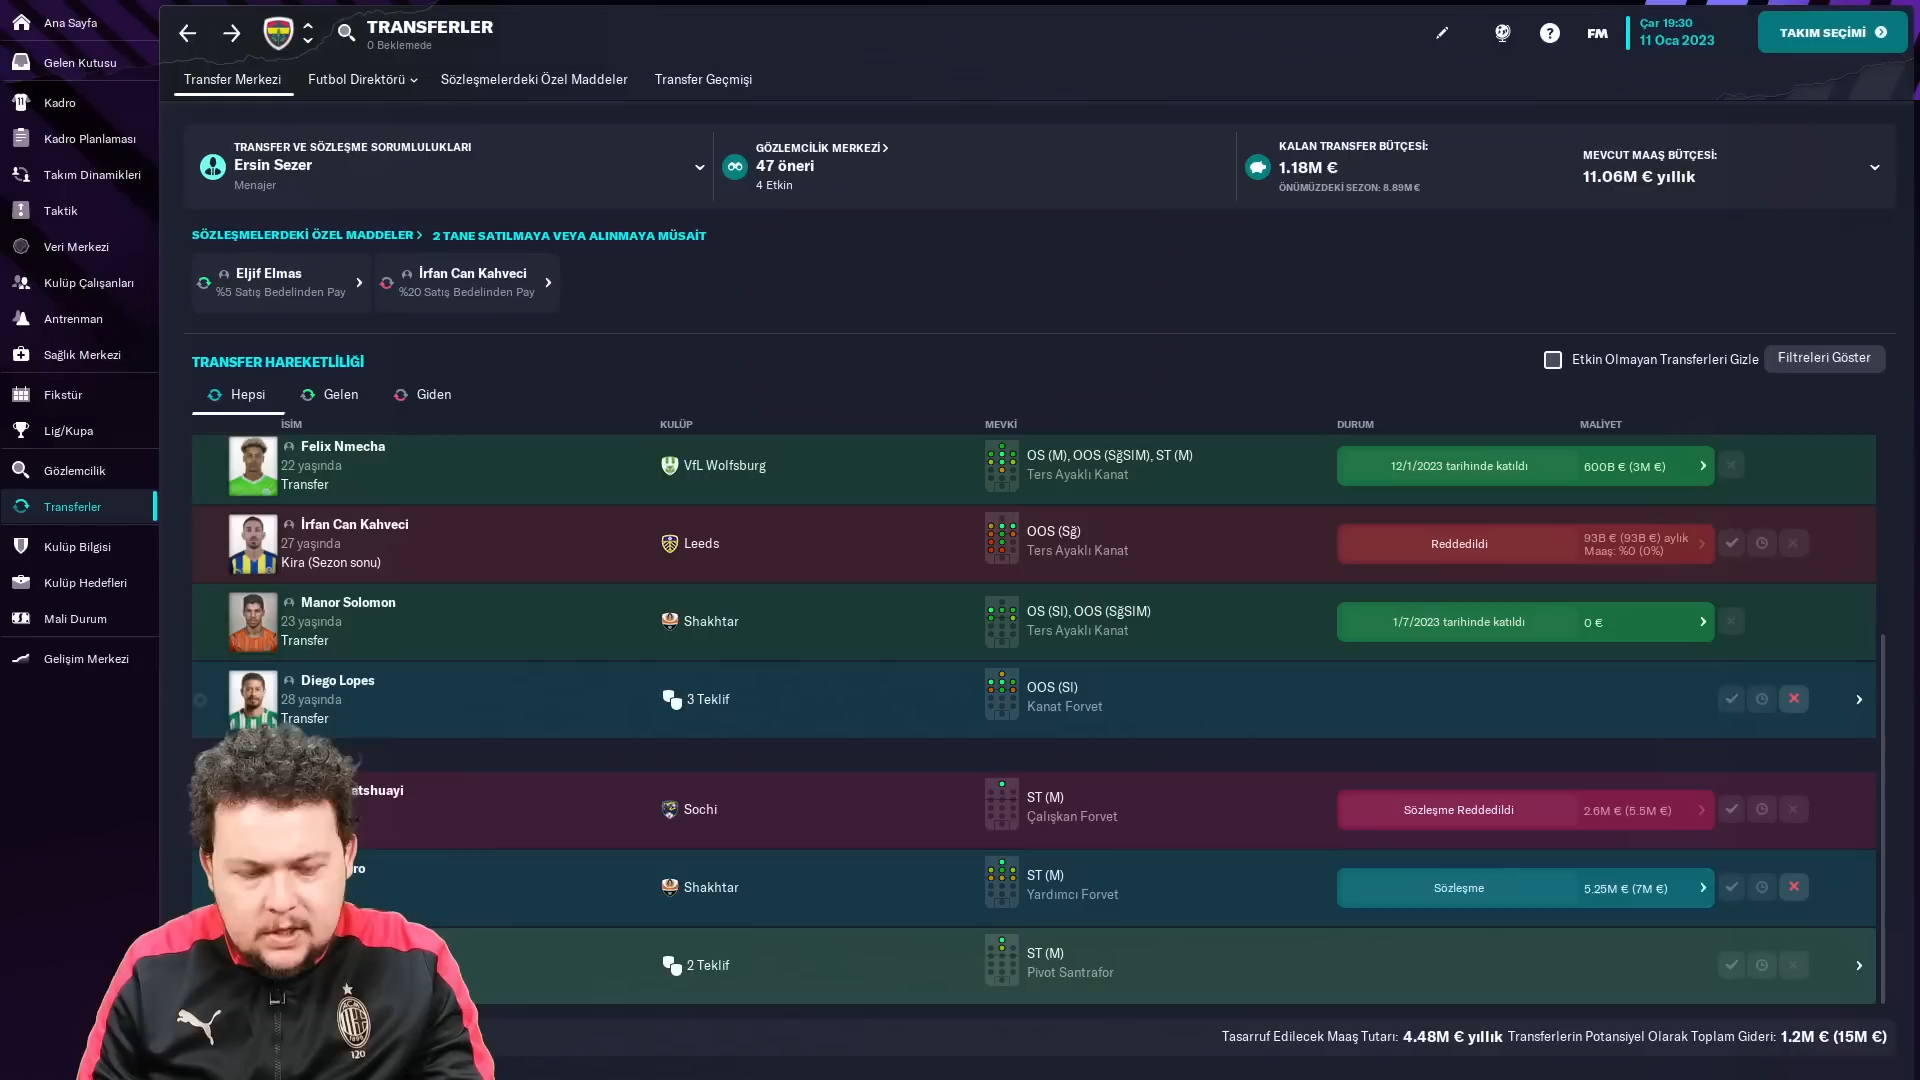 Ana Sayfa
Gelen Kutusu
Kadro
Kadro Planlaması
Takım Dinamikleri
Taktik
Veri Merkezi
Kulüp Çalışanları
Antrenman
Sağlık Merkezi
Fikstür
Lig/Kupa
Gözlemcilik
Transferler
Kulüp Bilgisi
Kulüp Hedefleri
Mali Durum
Gelişim Merkezi
TRANSFERLER
0 Beklemede
FM
Çar 19:30
11 Oca 2023
TAKIM SEÇİMİ
Transfer Merkezi Futbol Direktörü Sözleşmelerdeki Özel Maddeler Transfer Geçmişi
TRANSFER VE SÖZLEŞME SORUMLULUKLARI
Ersin Sezer
Menajer
GÖZLEMCİLİK MERKEZİ >
47 öneri
4 Etkin
KALAN TRANSFER BÜTÇESİ:
1.18M €
ÖNÜMÜZDEKİ SEZON: 8.89M €
MEVCUT MAAŞ BÜTÇESİ:
11.06M € yıllık
SÖZLEŞMELERDEKİ ÖZEL MADDELER > 2 TANE SATILMAYA VEYA ALINMAYA MÜSAİT
Eljif Elmas
%5 Satış Bedelinden Pay
İrfan Can Kahveci
%20 Satış Bedelinden Pay
TRANSFER HAREKETLİLİĞİ
Etkin Olmayan Transferleri Gizle
Filtreleri Göster
Hepsi Gelen Giden
İSİM KULÜP MEVKİ DURUM MALİYET
Felix Nmecha
22 yaşında
Transfer
VfL Wolfsburg
OS (M), OOS (SğSlM), ST (M)
Ters Ayaklı Kanat
12/1/2023 tarihinde katıldı
600B € (3M €)
İrfan Can Kahveci
27 yaşında
Kira (Sezon sonu)
Leeds
OOS (Sğ)
Ters Ayaklı Kanat
Reddedildi
93B € (93B €) aylık
Maaş: %0 (0%)
Manor Solomon
23 yaşında
Transfer
Shakhtar
OS (Sl), OOS (SğSlM)
Ters Ayaklı Kanat
1/7/2023 tarihinde katıldı
0 €
Diego Lopes
28 yaşında
Transfer
3 Teklif
OOS (Sl)
Kanat Forvet
atshuayi
Sochi
ST (M)
Çalışkan Forvet
Sözleşme Reddedildi
2.6M € (5.5M €)
ro
Shakhtar
ST (M)
Yardımcı Forvet
Sözleşme
5.25M € (7M €)
2 Teklif
ST (M)
Pivot Santrafor
Tasarruf Edilecek Maaş Tutarı: 4.48M € yıllık Transferlerin Potansiyel Olarak Toplam Gideri: 1.2M € (15M €)
120